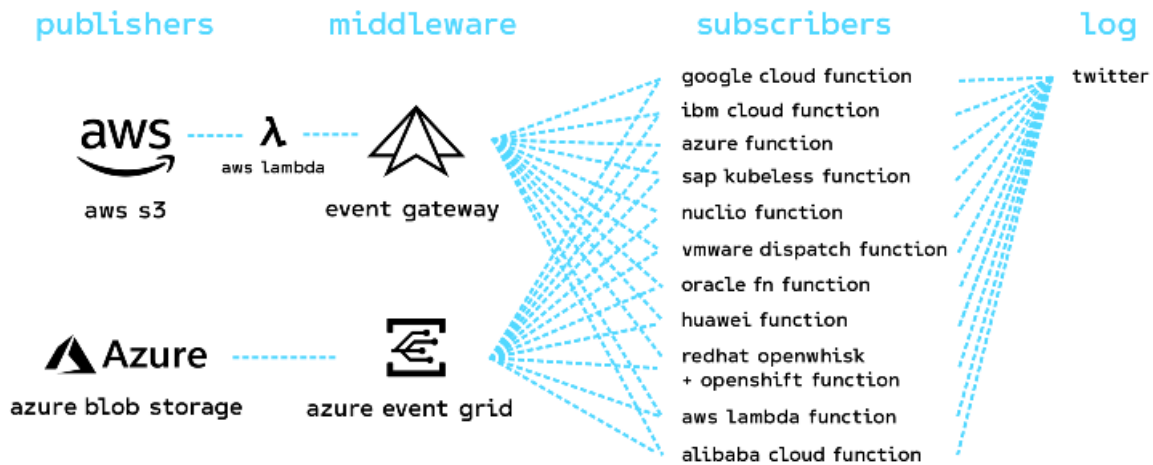 publishers
middleware
subscribers
log
aws
λ
aws lambda
aws s3
event gateway
Azure
azure blob storage
azure event grid
google cloud function
ibm cloud function
azure function
sap kubeless function
nuclio function
vmware dispatch function
oracle fn function
huawei function
redhat openwhisk
+ openshift function
aws lambda function
alibaba cloud function
twitter